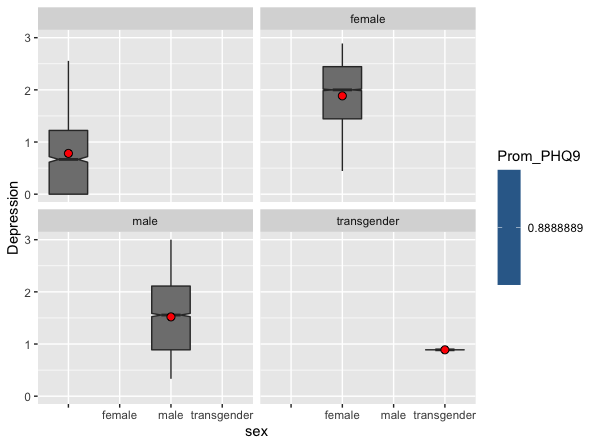 female
3
2
1
0
Prom_PHQ9
0.8888889
Depression
male
transgender
3
2
1
0
female
male
transgender
female
male
transgender
sex